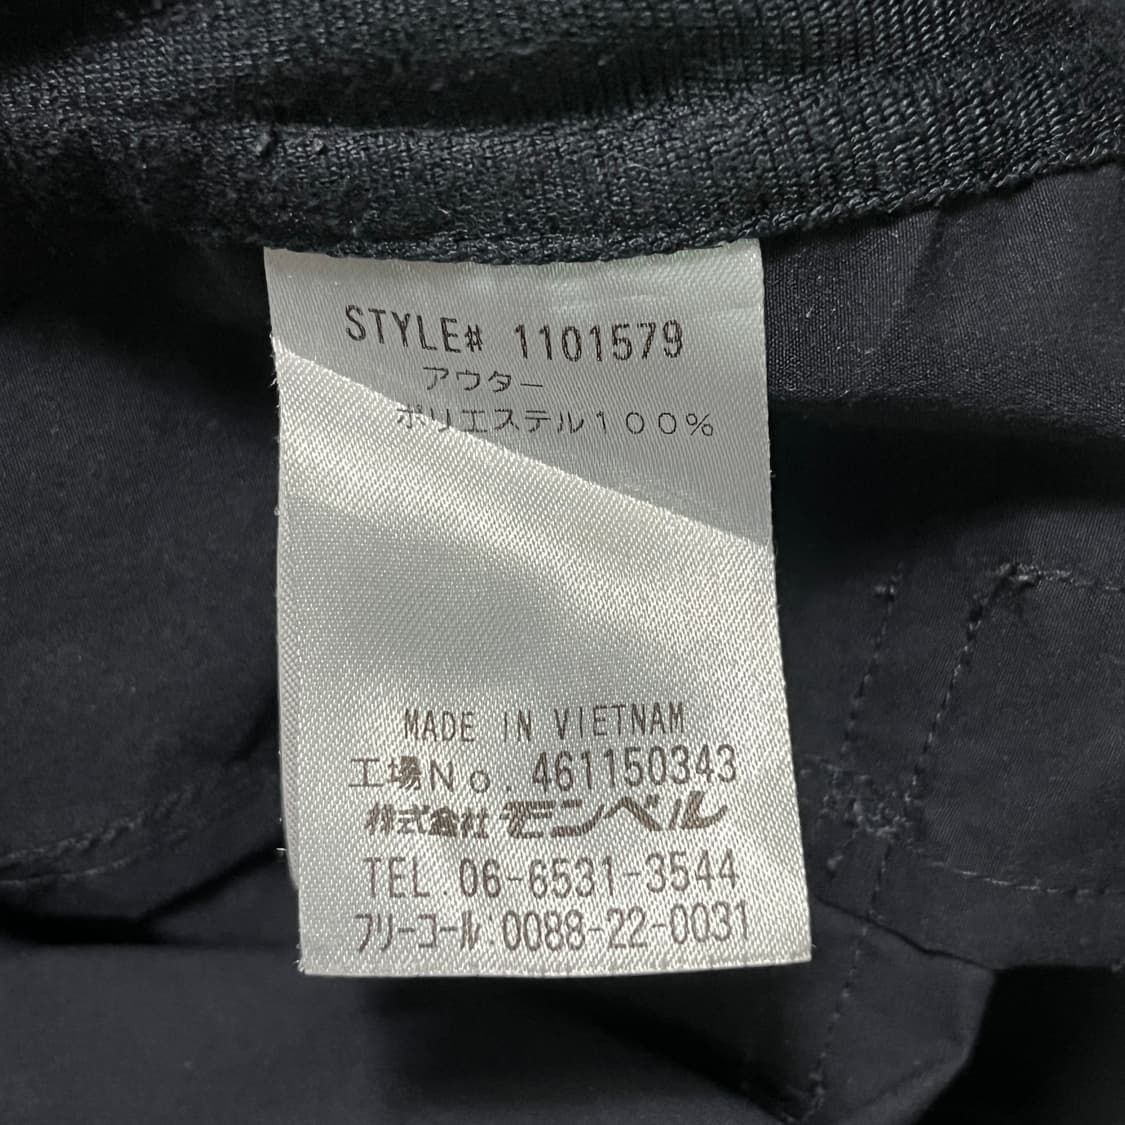 STYLE# 1101579
アウター
ポリエステル100%
MADE IN VIETNAM
工場No. 461150343
株式会社モンベル
TEL.06-6531-3544
フリーコール:0088-22-0031